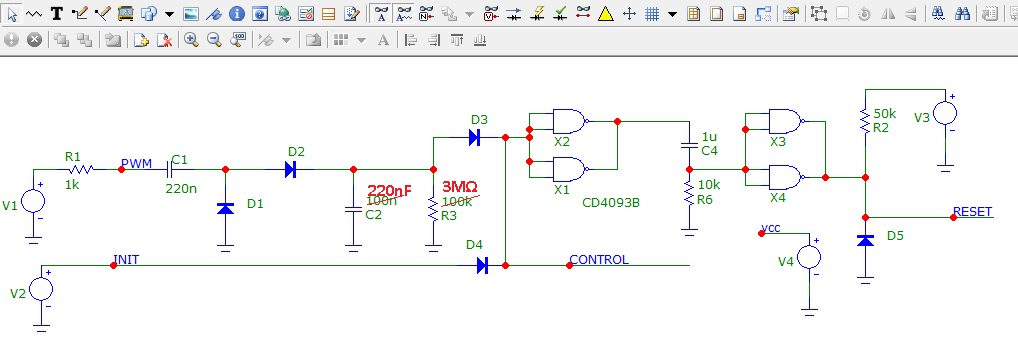 R1
PWM
C1
1k
220n
V1
D1
D2
220nF
100n
C2
3MΩ
100k
R3
D3
X2
X1
CD4093B
1u
C4
10k
R6
X3
X4
50k
R2
V3
RESET
D5
VCC
V4
INIT
V2
D4
CONTROL